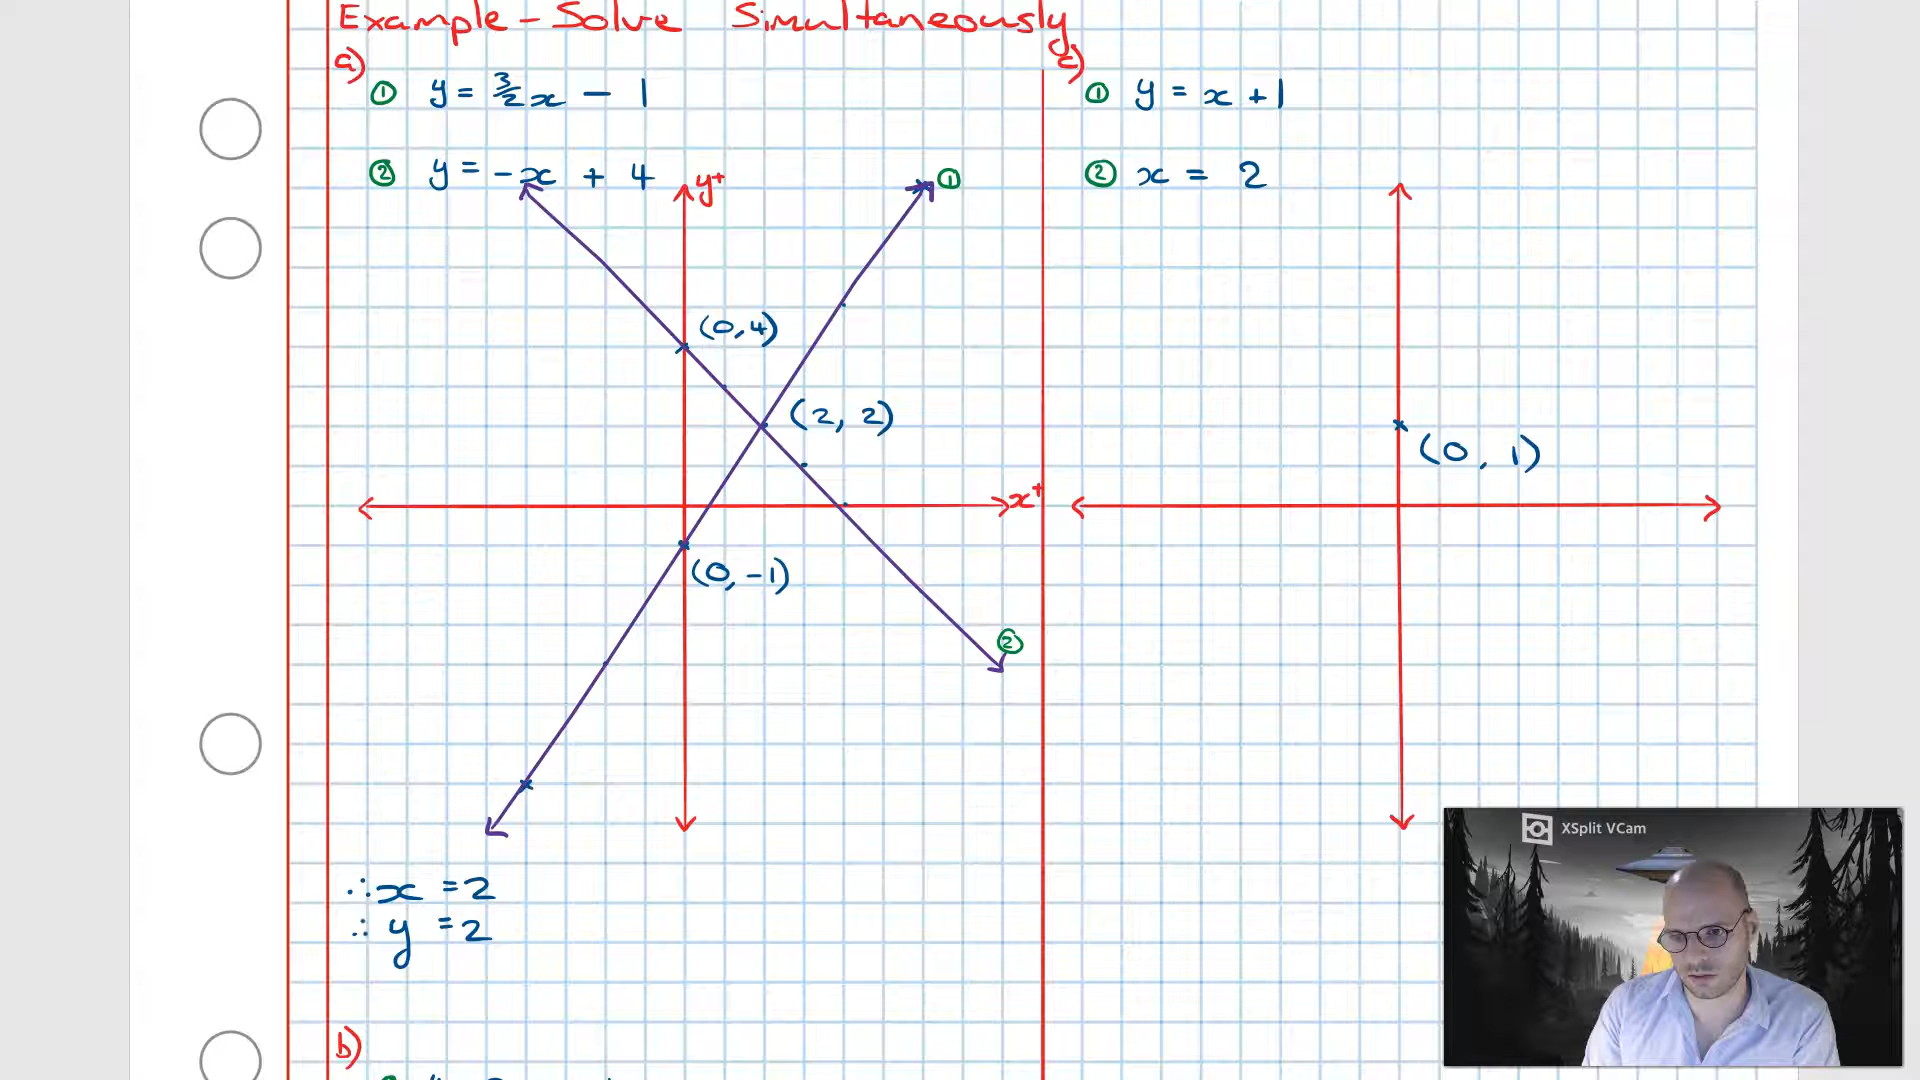 Example - Solve Simultaneously
a)
① y = 3/2 x - 1
② y = -x + 4
y+
①
(0,4)
(2, 2)
x+
(0, -1)
②
∴ x = 2
∴ y = 2
b)
c)
① y = x + 1
② x = 2
(0, 1)
XSplit VCam